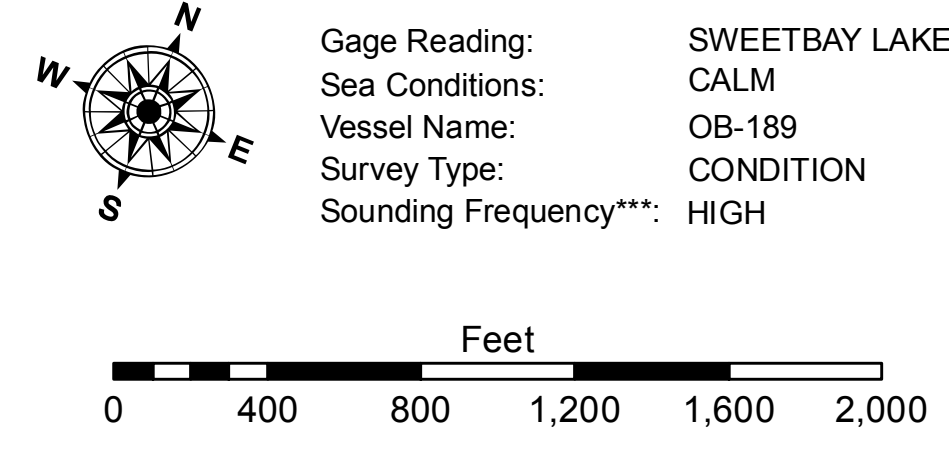 N
W
E
S
Gage Reading: SWEETBAY LAKE
Sea Conditions: CALM
Vessel Name: OB-189
Survey Type: CONDITION
Sounding Frequency***: HIGH
Feet
0 400 800 1,200 1,600 2,000